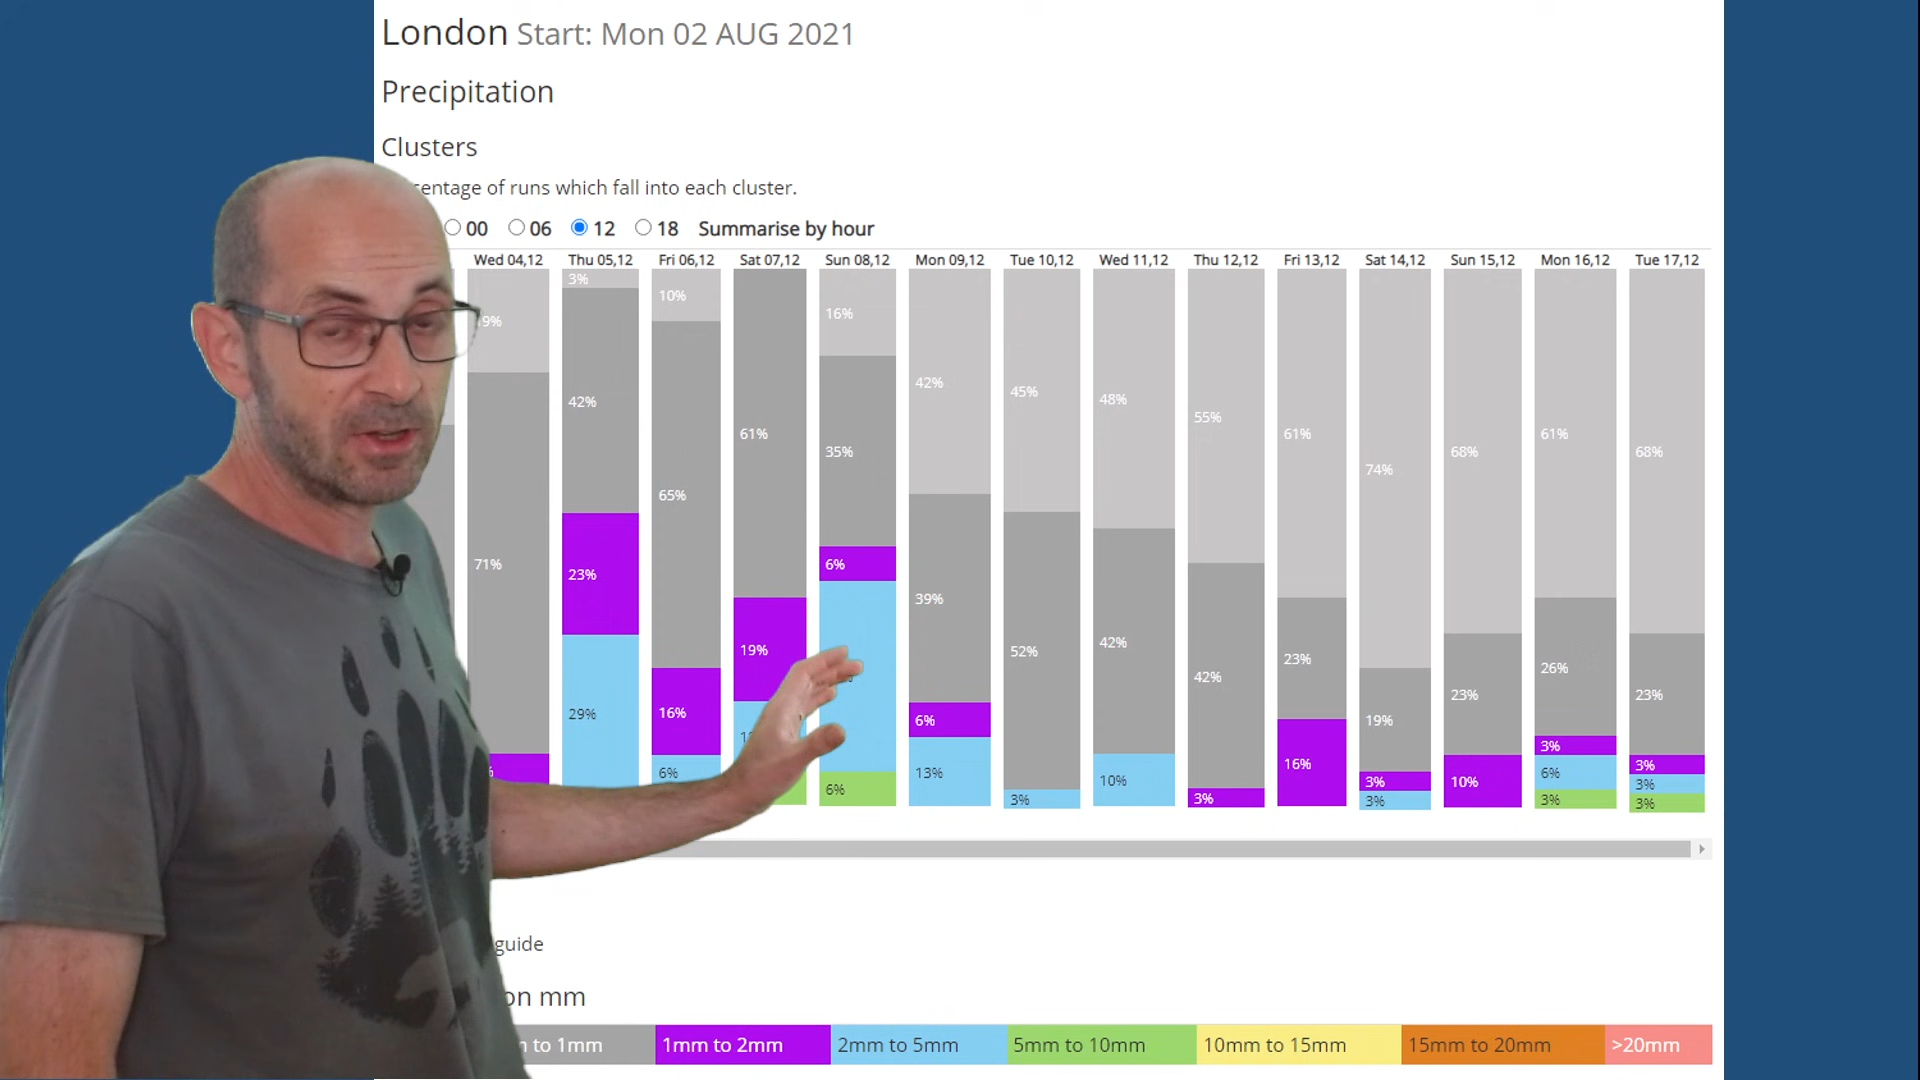 London Start: Mon 02 AUG 2021
Precipitation
Clusters
centage of runs which fall into each cluster.
00 06 12 18 Summarise by hour
Wed 04,12 Thu 05,12 Fri 06,12 Sat 07,12 Sun 08,12 Mon 09,12 Tue 10,12 Wed 11,12 Thu 12,12 Fri 13,12 Sat 14,12 Sun 15,12 Mon 16,12 Tue 17,12
9% 71%
3% 42% 23% 29%
10% 65% 16% 6%
61% 19%
16% 35% 6% 6%
42% 39% 6% 13%
45% 52% 3%
48% 42% 10%
55% 42% 3%
61% 23% 16%
74% 19% 3% 3%
68% 23% 10%
61% 26% 3% 6% 3%
68% 23% 3% 3% 3%
guide
on mm
to 1mm 1mm to 2mm 2mm to 5mm 5mm to 10mm 10mm to 15mm 15mm to 20mm >20mm